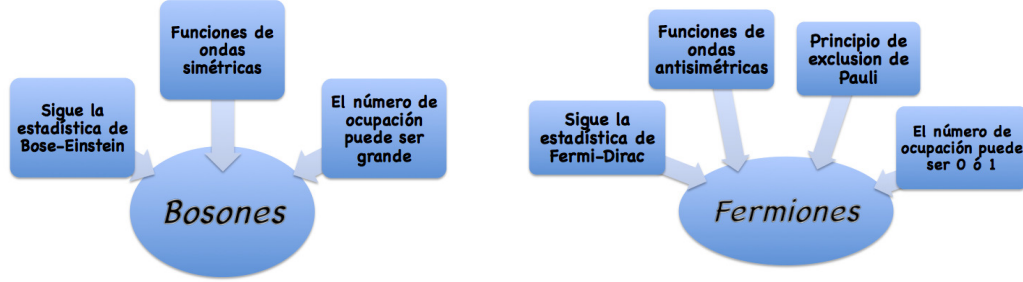 Sigue la
estadística de
Bose-Einstein
Funciones de
ondas
simétricas
El número de
ocupación
puede ser
grande
Bosones
Sigue la
estadística de
Fermi-Dirac
Funciones de
ondas
antisimétricas
Principio de
exclusion de
Pauli
El número de
ocupación puede
ser 0 ó 1
Fermiones